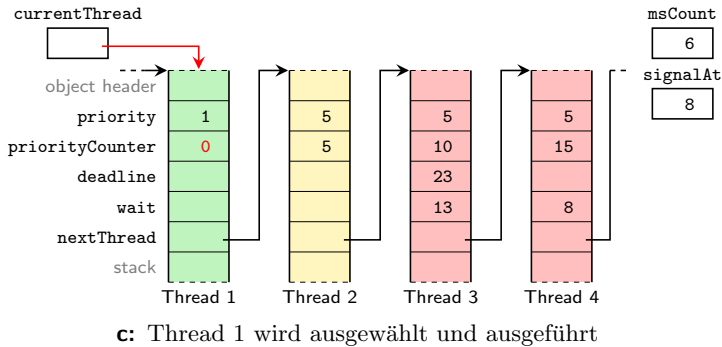 currentThread
msCount
6
signalAt
8
object header
priority 1 5 5 5
priorityCounter 0 5 10 15
deadline 23
wait 13 8
nextThread
stack
Thread 1 Thread 2 Thread 3 Thread 4
c: Thread 1 wird ausgewählt und ausgeführt